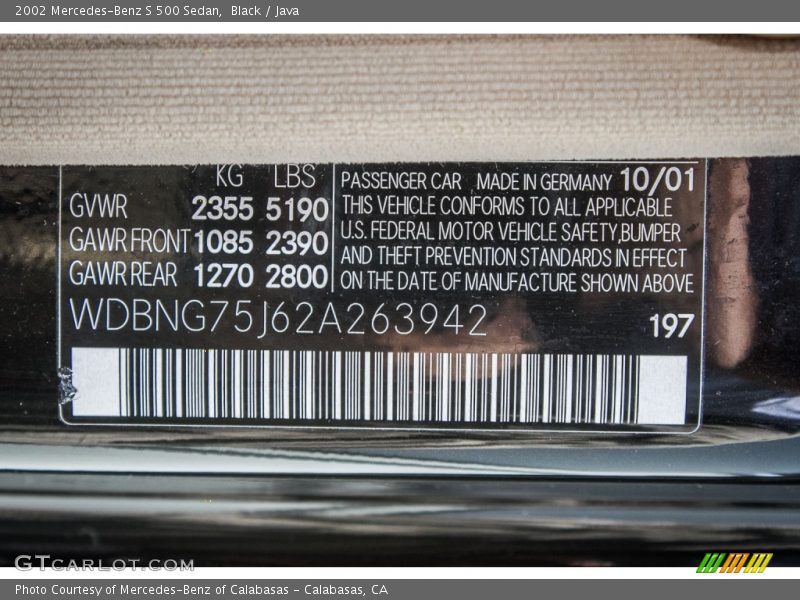 2002 Mercedes-Benz S 500 Sedan, Black / Java
KG LBS
GVWR 2355 5190
GAWR FRONT 1085 2390
GAWR REAR 1270 2800
PASSENGER CAR MADE IN GERMANY 10/01
THIS VEHICLE CONFORMS TO ALL APPLICABLE
U.S. FEDERAL MOTOR VEHICLE SAFETY,BUMPER
AND THEFT PREVENTION STANDARDS IN EFFECT
ON THE DATE OF MANUFACTURE SHOWN ABOVE
WDBNG75J62A263942
197
GTCARLOT.COM
Photo Courtesy of Mercedes-Benz of Calabasas - Calabasas, CA